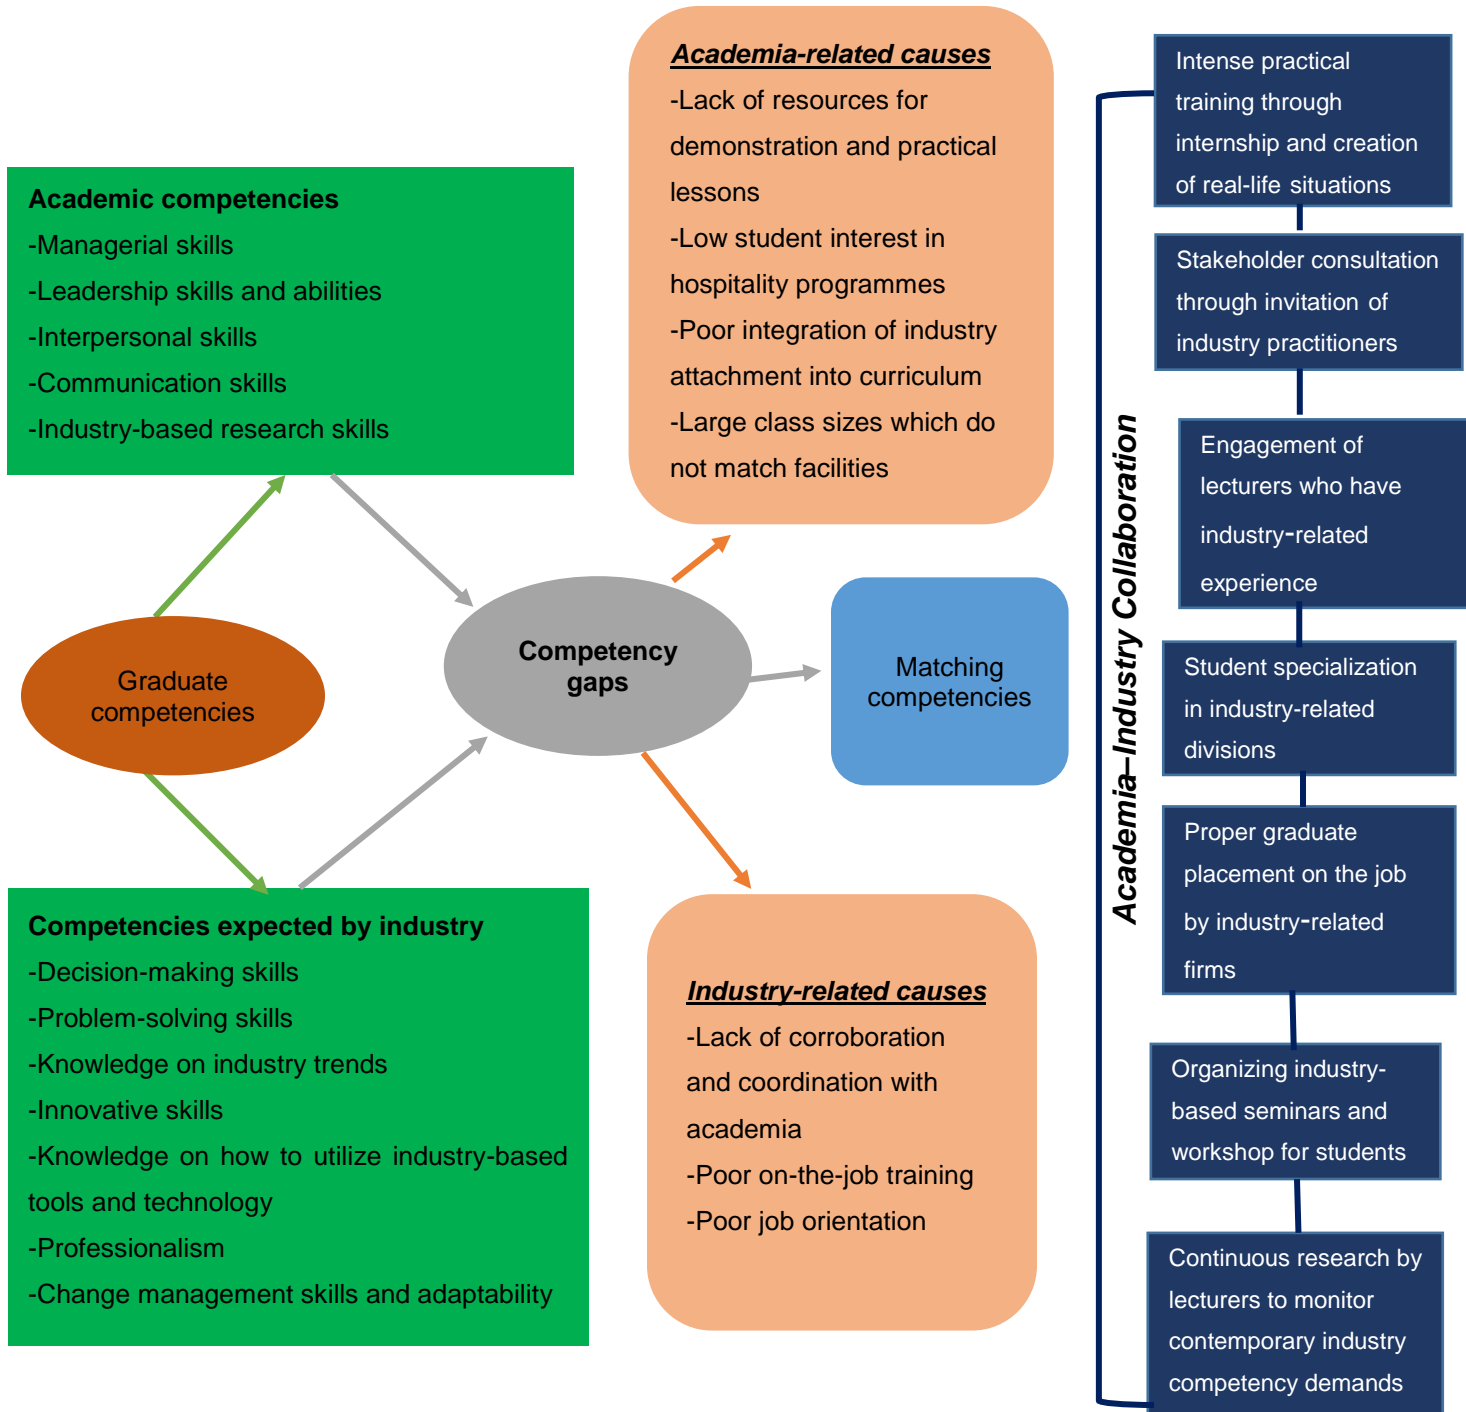 Academic competencies
-Managerial skills
-Leadership skills and abilities
-Interpersonal skills
-Communication skills
-Industry-based research skills
Graduate
competencies
Competencies expected by industry
-Decision-making skills
-Problem-solving skills
-Knowledge on industry trends
-Innovative skills
-Knowledge on how to utilize industry-based
tools and technology
-Professionalism
-Change management skills and adaptability
Competency
gaps
Academia-related causes
-Lack of resources for
demonstration and practical
lessons
-Low student interest in
hospitality programmes
-Poor integration of industry
attachment into curriculum
-Large class sizes which do
not match facilities
Matching
competencies
Industry-related causes
-Lack of corroboration
and coordination with
academia
-Poor on-the-job training
-Poor job orientation
Academia–Industry Collaboration
Intense practical
training through
internship and creation
of real-life situations
Stakeholder consultation
through invitation of
industry practitioners
Engagement of
lecturers who have
industry-related
experience
Student specialization
in industry-related
divisions
Proper graduate
placement on the job
by industry-related
firms
Organizing industry-
based seminars and
workshop for students
Continuous research by
lecturers to monitor
contemporary industry
competency demands